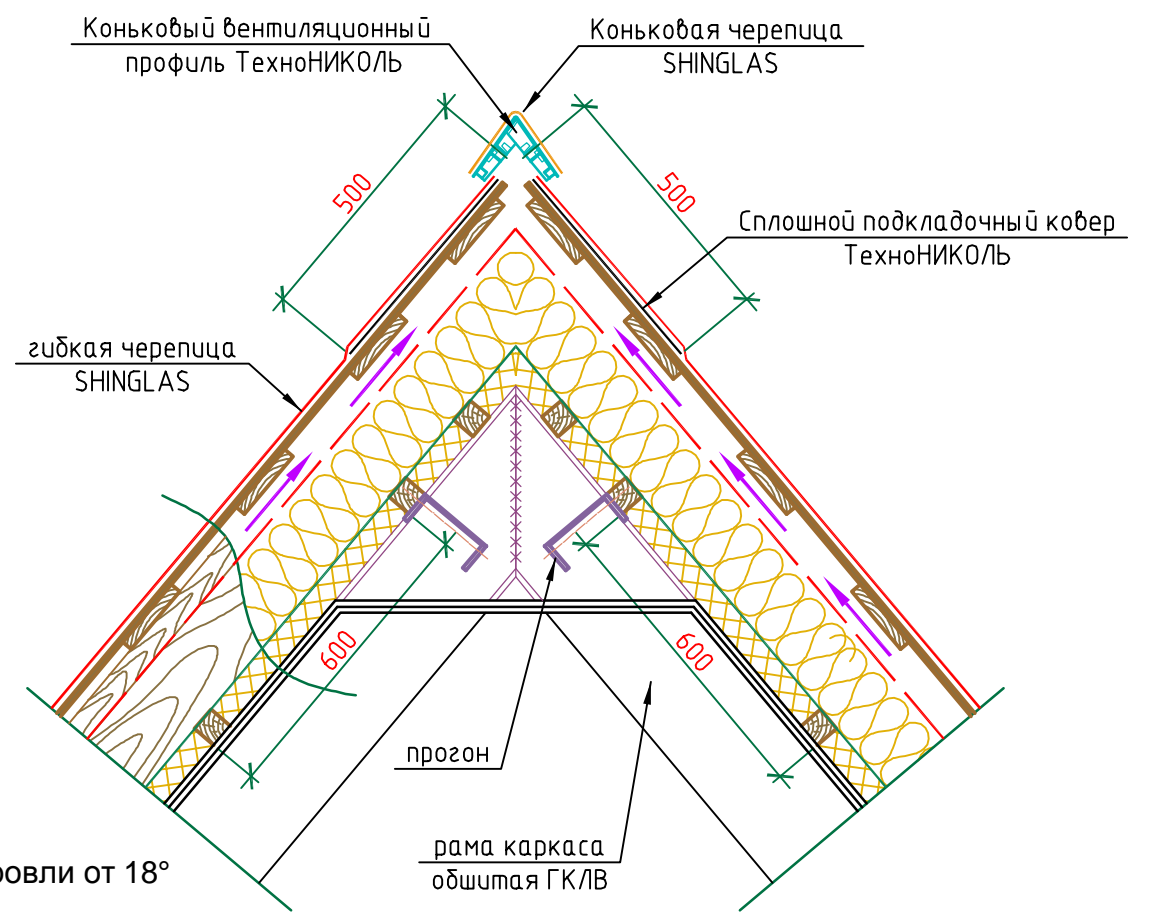 Коньковый вентиляционный
профиль ТехноНИКОЛЬ
Коньковая черепица
SHINGLAS
500
500
Сплошной подкладочный ковер
ТехноНИКОЛЬ
гибкая черепица
SHINGLAS
600
600
прогон
рама каркаса
обшитая ГКЛВ
от 18°